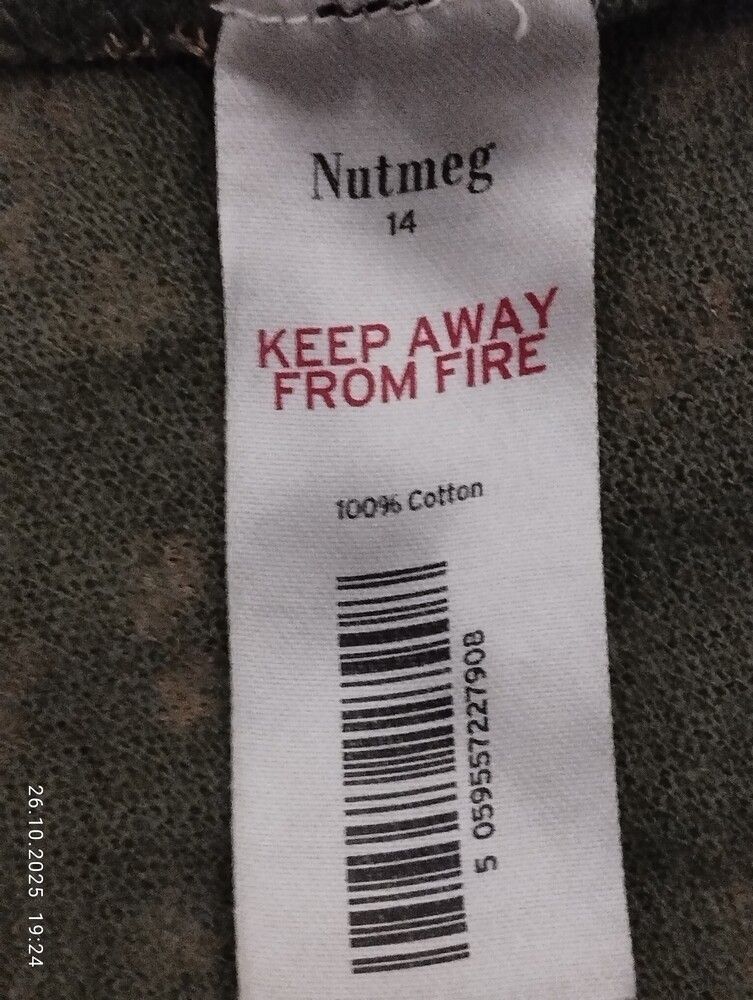 Nutmeg
14
KEEP AWAY
FROM FIRE
100% Cotton
5 059557227908
26.10.2025 19:24